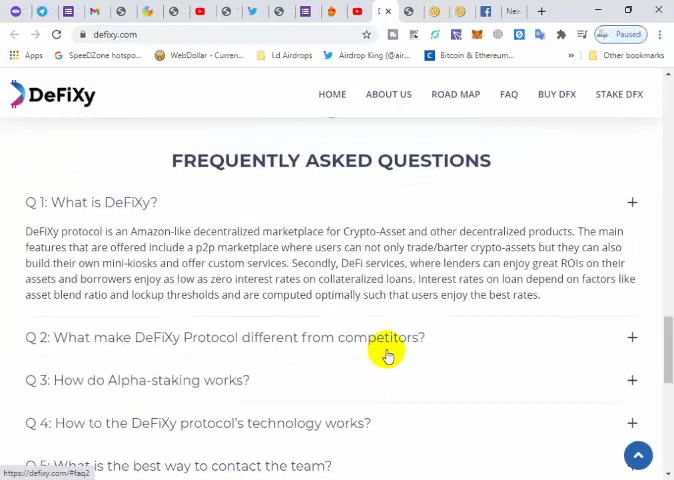 defixy.com
Paused
Apps
SpeeDZone hotspo...
WebDollar - Curren...
I.d Airdrops
Airdrop King (@air...
Bitcoin & Ethereum...
Other bookmarks
DeFiXy
HOME
ABOUT US
ROAD MAP
FAQ
BUY DFX
STAKE DFX
FREQUENTLY ASKED QUESTIONS
Q 1: What is DeFiXy?
DeFiXy protocol is an Amazon-like decentralized marketplace for Crypto-Asset and other decentralized products. The main
features that are offered include a p2p marketplace where users can not only trade/barter crypto-assets but they can also
build their own mini-kiosks and offer custom services. Secondly, DeFi services, where lenders can enjoy great ROIs on their
assets and borrowers enjoy as low as zero interest rates on collateralized loans. Interest rates on loan depend on factors like
asset blend ratio and lockup thresholds and are computed optimally such that users enjoy the best rates.
Q 2: What make DeFiXy Protocol different from competitors?
Q 3: How do Alpha-staking works?
Q 4: How to the DeFiXy protocol's technology works?
Q 5: What is the best way to contact the team?
https://defixy.com/#faq2